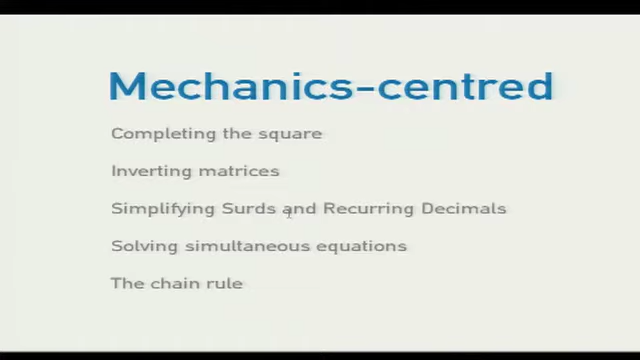 Mechanics-centred
Completing the square
Inverting matrices
Simplifying Surds and Recurring Decimals
Solving simultaneous equations
The chain rule